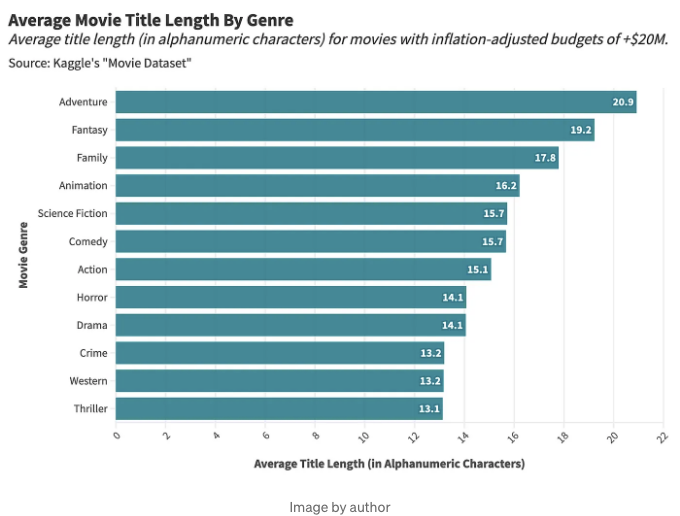 Average Movie Title Length By Genre
Average title length (in alphanumeric characters) for movies with inflation-adjusted budgets of +$20M.
Source: Kaggle's "Movie Dataset"
Movie Genre
Adventure 20.9
Fantasy 19.2
Family 17.8
Animation 16.2
Science Fiction 15.7
Comedy 15.7
Action 15.1
Horror 14.1
Drama 14.1
Crime 13.2
Western 13.2
Thriller 13.1
0 2 4 6 8 10 12 14 16 18 20 22
Average Title Length (in Alphanumeric Characters)
Image by author